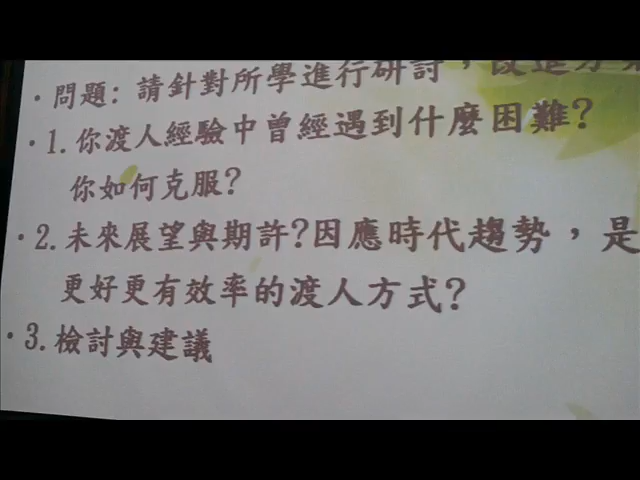 ·問題：請針對所學進行研討，改進方
·1.你渡人經驗中曾經遇到什麼困難？
你如何克服？
·2.未來展望與期許？因應時代趨勢，是
更好更有效率的渡人方式？
·3.檢討與建議